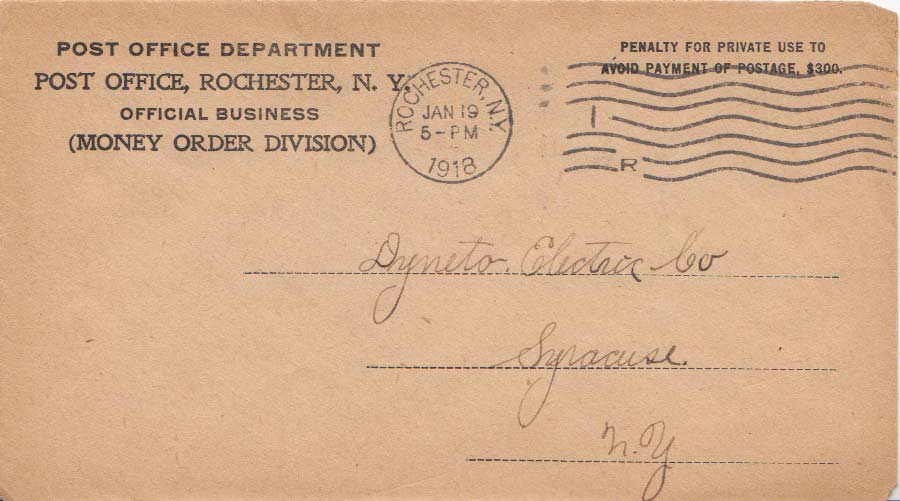 POST OFFICE DEPARTMENT
POST OFFICE, ROCHESTER, N. Y.
OFFICIAL BUSINESS
(MONEY ORDER DIVISION)
ROCHESTER, N.Y.
JAN 19
5-PM
1918
PENALTY FOR PRIVATE USE TO
AVOID PAYMENT OF POSTAGE, $300.
1
R
Dyneto Electric Co
Syracuse.
N.Y